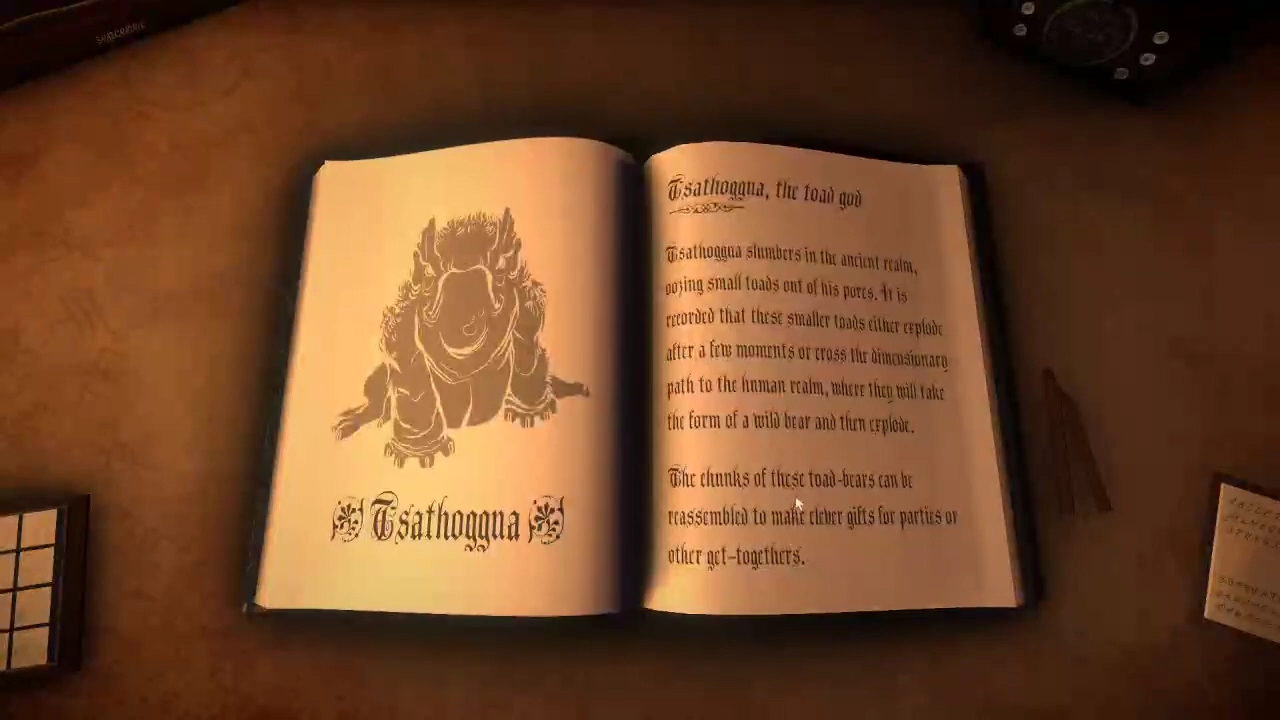 Tsathoggua
Tsathoggua, the toad god
Tsathoggua slumbers in the ancient realm,
oozing small toads out of his pores. It is
recorded that these smaller toads either explode
after a few moments or cross the dimensionary
path to the human realm, where they will take
the form of a wild bear and then explode.
The chunks of these toad-bears can be
reassembled to make clever gifts for parties or
other get-togethers.